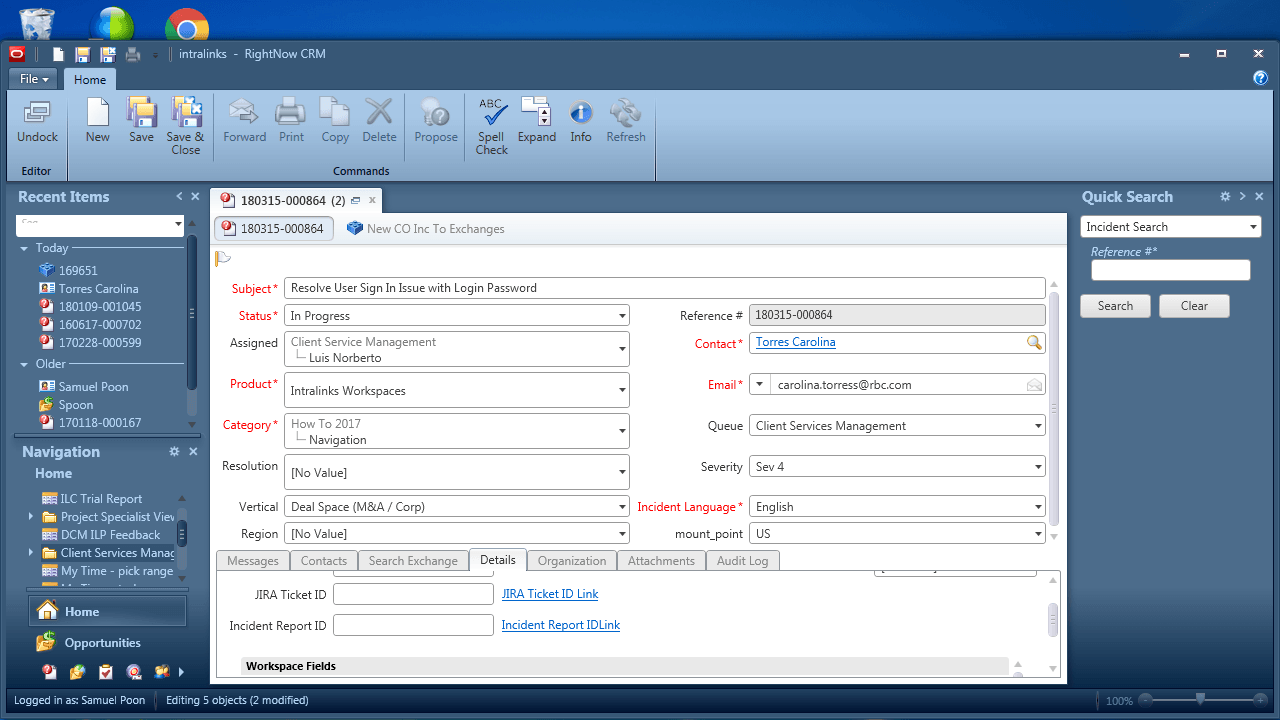 intralinks - RightNow CRM
File
Home
Undock
New
Save
Save & Close
Forward
Print
Copy
Delete
Propose
ABC
Spell Check
Expand
Info
Refresh
Editor
Commands
Recent Items
Today
169651
Torres Carolina
180109-001045
160617-000702
170228-000599
Older
Samuel Poon
Spoon
170118-000167
Navigation
Home
ILC Trial Report
Project Specialist View
DCM ILP Feedback
Client Services Manag
My Time - pick range
Home
Opportunities
180315-000864 (2)
180315-000864
New CO Inc To Exchanges
Subject* Resolve User Sign In Issue with Login Password
Status* In Progress
Reference # 180315-000864
Assigned Client Service Management
Luis Norberto
Contact* Torres Carolina
Product* Intralinks Workspaces
Email* carolina.torress@rbc.com
Category* How To 2017
Navigation
Queue Client Services Management
Resolution [No Value]
Severity Sev 4
Vertical Deal Space (M&A / Corp)
Incident Language* English
Region [No Value]
mount_point US
Messages
Contacts
Search Exchange
Details
Organization
Attachments
Audit Log
JIRA Ticket ID
JIRA Ticket ID Link
Incident Report ID
Incident Report IDLink
Workspace Fields
Quick Search
Incident Search
Reference #*
Search
Clear
Logged in as: Samuel Poon
Editing 5 objects (2 modified)
100%